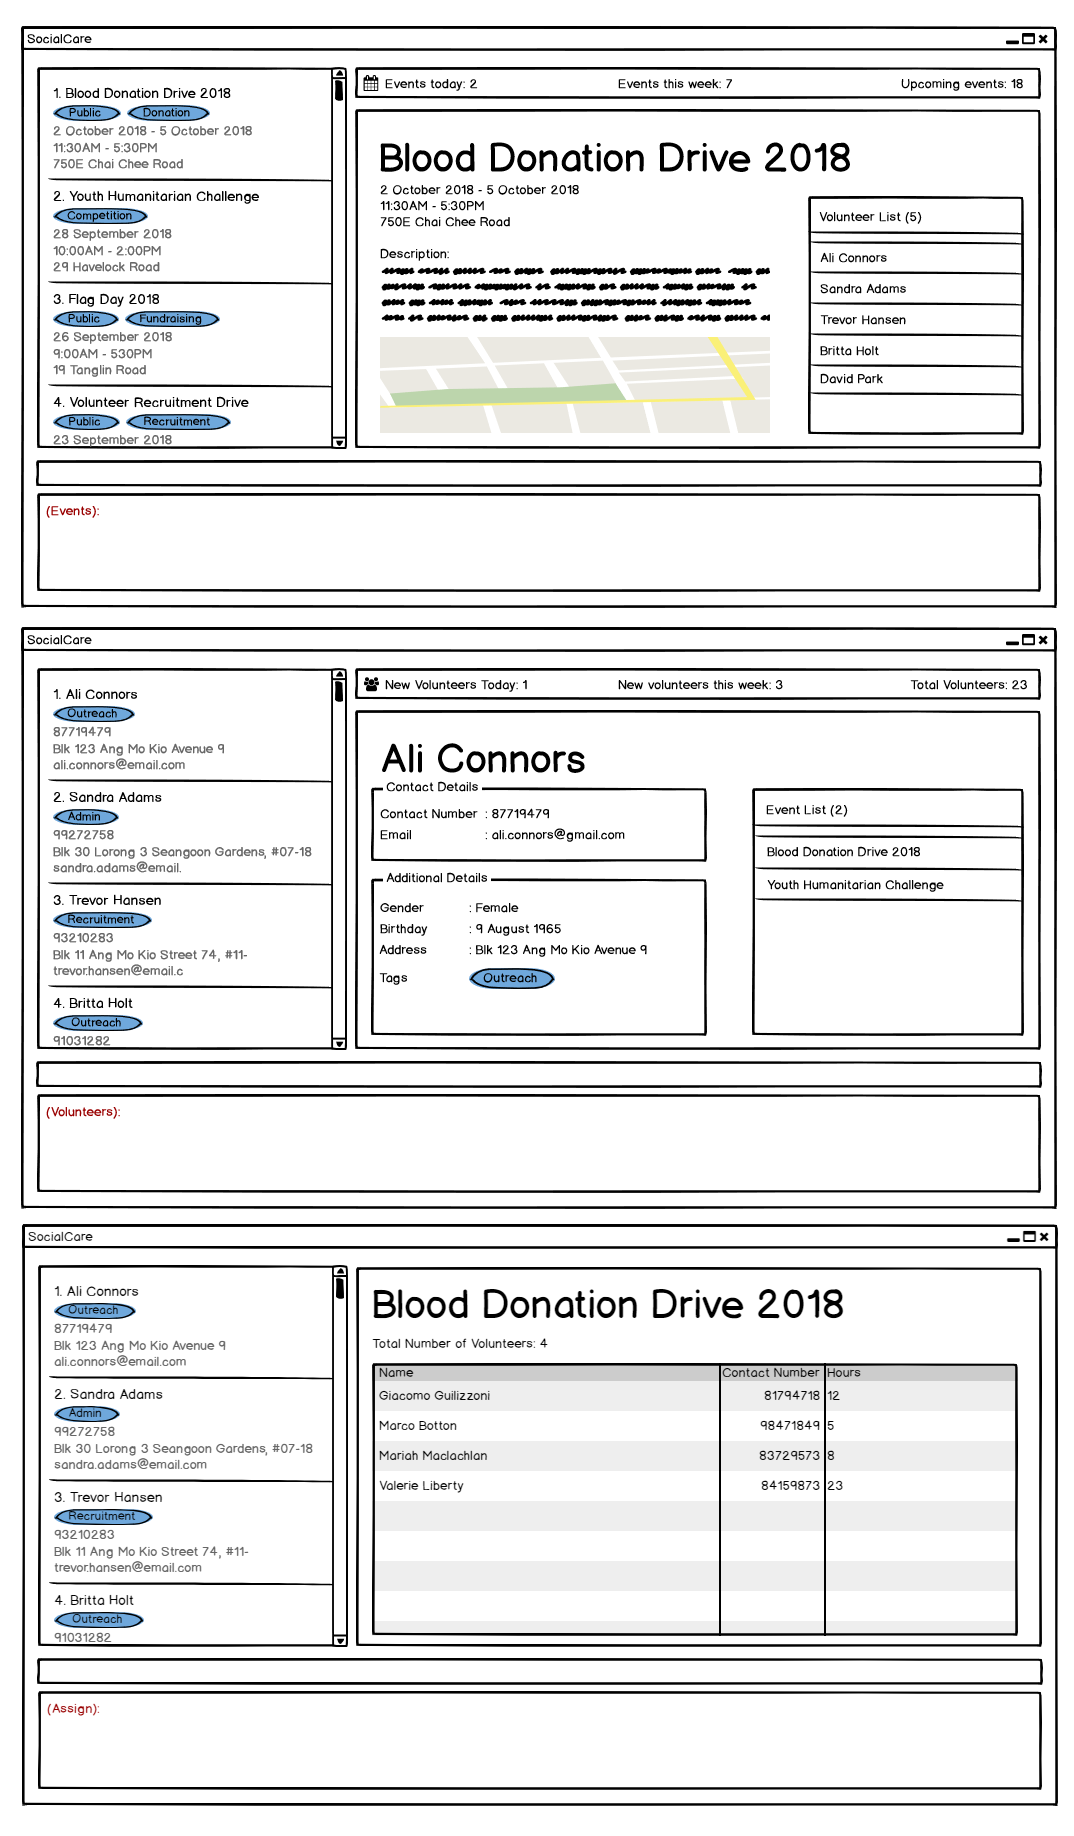 SocialCare
1. Blood Donation Drive 2018
Public Donation
2 October 2018 - 5 October 2018
11:30AM - 5:30PM
750E Chai Chee Road
2. Youth Humanitarian Challenge
Competition
28 September 2018
10:00AM - 2:00PM
29 Havelock Road
3. Flag Day 2018
Public Fundraising
26 September 2018
9:00AM - 530PM
19 Tanglin Road
4. Volunteer Recruitment Drive
Public Recruitment
23 September 2018
Events today: 2 Events this week: 7 Upcoming events: 18
Blood Donation Drive 2018
2 October 2018 - 5 October 2018
11:30AM - 5:30PM
750E Chai Chee Road
Description:
Volunteer List (5)
Ali Connors
Sandra Adams
Trevor Hansen
Britta Holt
David Park
(Events):
SocialCare
1. Ali Connors
Outreach
87719479
Blk 123 Ang Mo Kio Avenue 9
ali.connors@email.com
2. Sandra Adams
Admin
99272758
Blk 30 Lorong 3 Seangoon Gardens, #07-18
sandra.adams@email.
3. Trevor Hansen
Recruitment
93210283
Blk 11 Ang Mo Kio Street 74, #11-
trevor.hansen@email.c
4. Britta Holt
Outreach
91031282
New Volunteers Today: 1 New volunteers this week: 3 Total Volunteers: 23
Ali Connors
Contact Details
Contact Number : 87719479
Email : ali.connors@gmail.com
Additional Details
Gender : Female
Birthday : 9 August 1965
Address : Blk 123 Ang Mo Kio Avenue 9
Tags Outreach
Event List (2)
Blood Donation Drive 2018
Youth Humanitarian Challenge
(Volunteers):
SocialCare
1. Ali Connors
Outreach
87719479
Blk 123 Ang Mo Kio Avenue 9
ali.connors@email.com
2. Sandra Adams
Admin
99272758
Blk 30 Lorong 3 Seangoon Gardens, #07-18
sandra.adams@email.com
3. Trevor Hansen
Recruitment
93210283
Blk 11 Ang Mo Kio Street 74, #11-
trevor.hansen@email.com
4. Britta Holt
Outreach
91031282
Blood Donation Drive 2018
Total Number of Volunteers: 4
Name Contact Number Hours
Giacomo Guilizzoni 81794718 12
Marco Botton 98471849 5
Mariah Maclachlan 83729573 8
Valerie Liberty 84159873 23
(Assign):